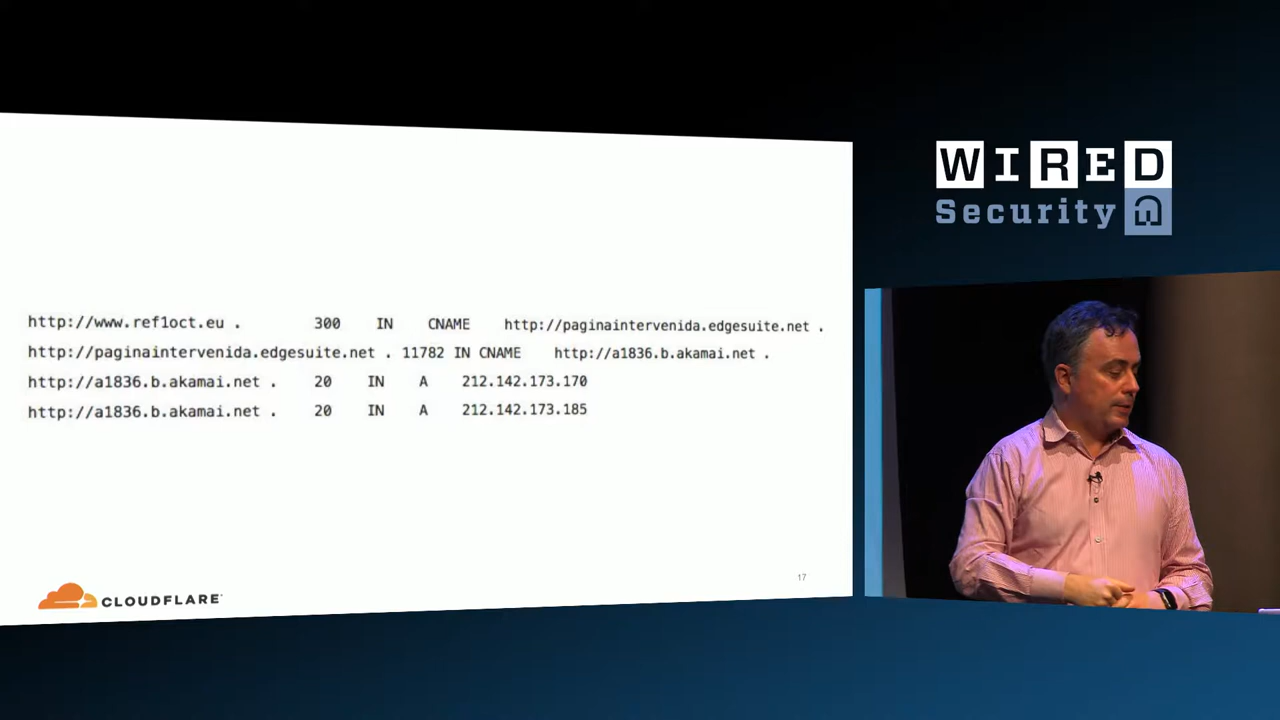 http://www.ref1oct.eu . 300 IN CNAME http://paginaintervenida.edgesuite.net .
http://paginaintervenida.edgesuite.net . 11782 IN CNAME http://a1836.b.akamai.net .
http://a1836.b.akamai.net . 20 IN A 212.142.173.170
http://a1836.b.akamai.net . 20 IN A 212.142.173.185
17
CLOUDFLARE
WIRED
Security